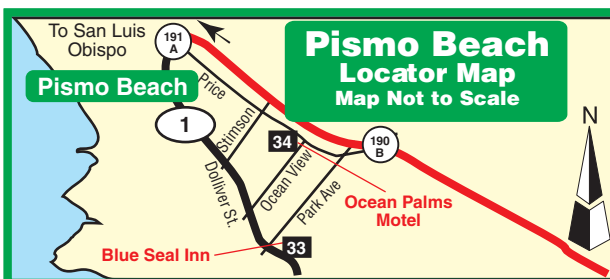 To San Luis
Obispo
191
A
Pismo Beach
Locator Map
Map Not to Scale
Pismo Beach
Price
1
Stimson
34
190
B
N
Dolliver St.
Ocean View
Park Ave
Ocean Palms
Motel
Blue Seal Inn
33